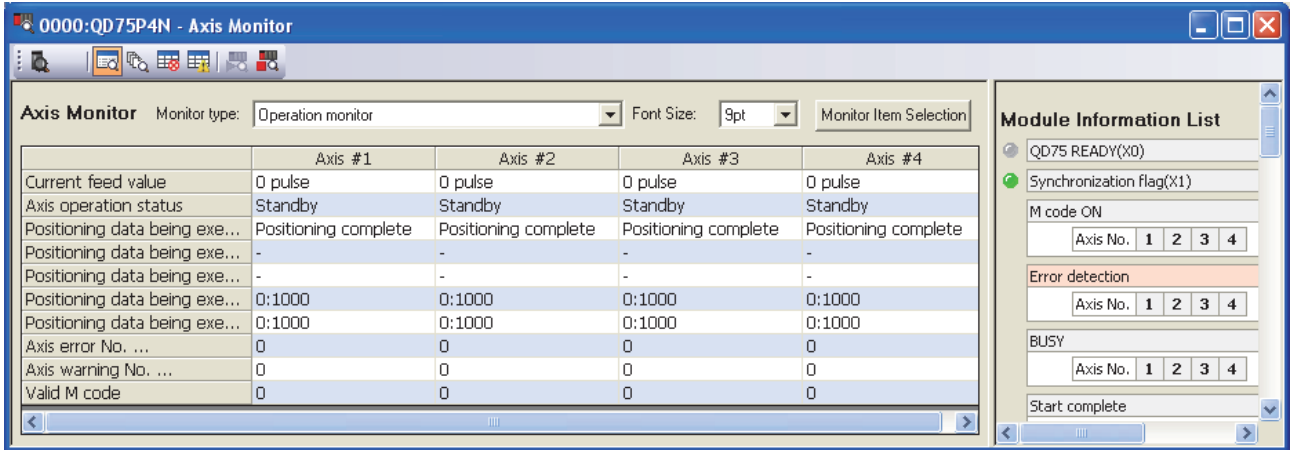 0000:QD75P4N - Axis Monitor
Axis Monitor Monitor type: Operation monitor Font Size: 9pt Monitor Item Selection
Axis #1 Axis #2 Axis #3 Axis #4
Current feed value 0 pulse 0 pulse 0 pulse 0 pulse
Axis operation status Standby Standby Standby Standby
Positioning data being exe... Positioning complete Positioning complete Positioning complete Positioning complete
Positioning data being exe... - - - -
Positioning data being exe... - - - -
Positioning data being exe... 0:1000 0:1000 0:1000 0:1000
Positioning data being exe... 0:1000 0:1000 0:1000 0:1000
Axis error No. ... 0 0 0 0
Axis warning No. ... 0 0 0 0
Valid M code 0 0 0 0
Module Information List
QD75 READY(X0)
Synchronization flag(X1)
M code ON
Axis No. 1 2 3 4
Error detection
Axis No. 1 2 3 4
BUSY
Axis No. 1 2 3 4
Start complete